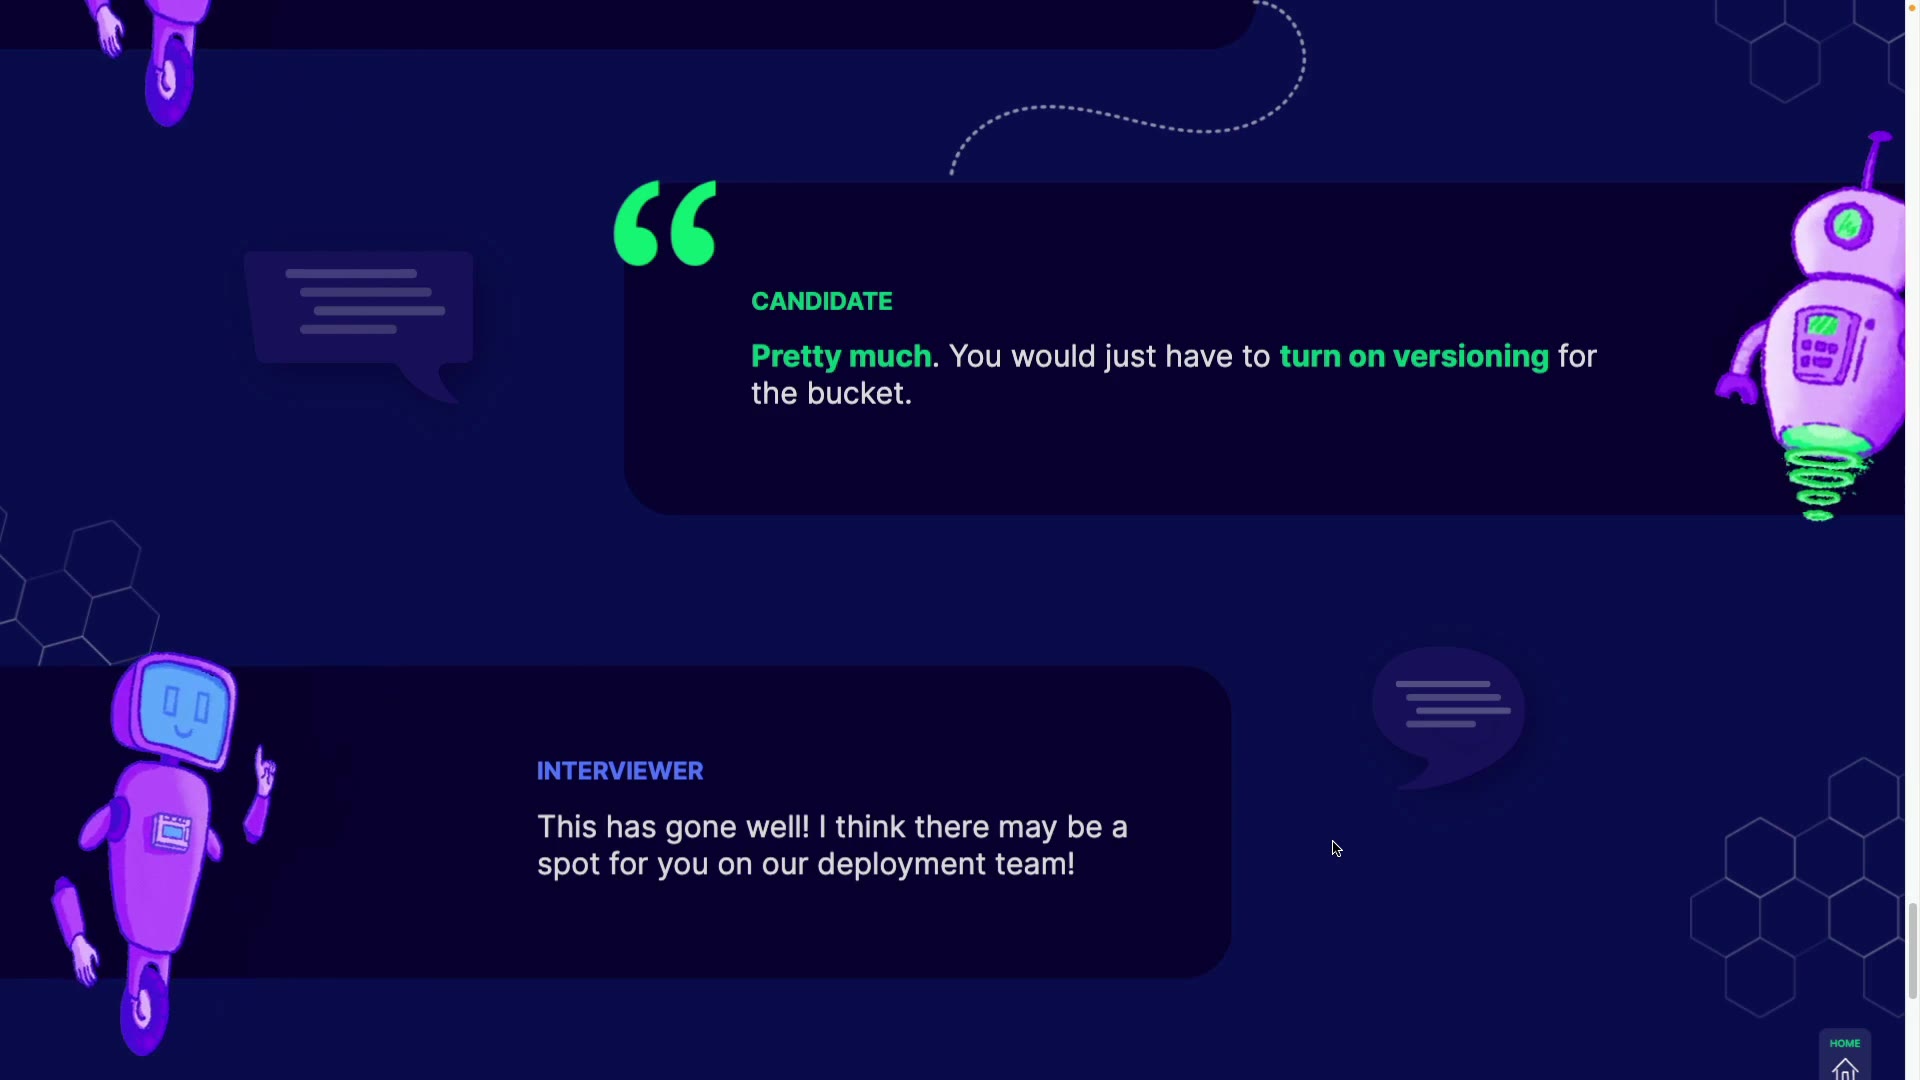 CANDIDATE
Pretty much. You would just have to turn on versioning for
the bucket.
INTERVIEWER
This has gone well! I think there may be a
spot for you on our deployment team!
HOME